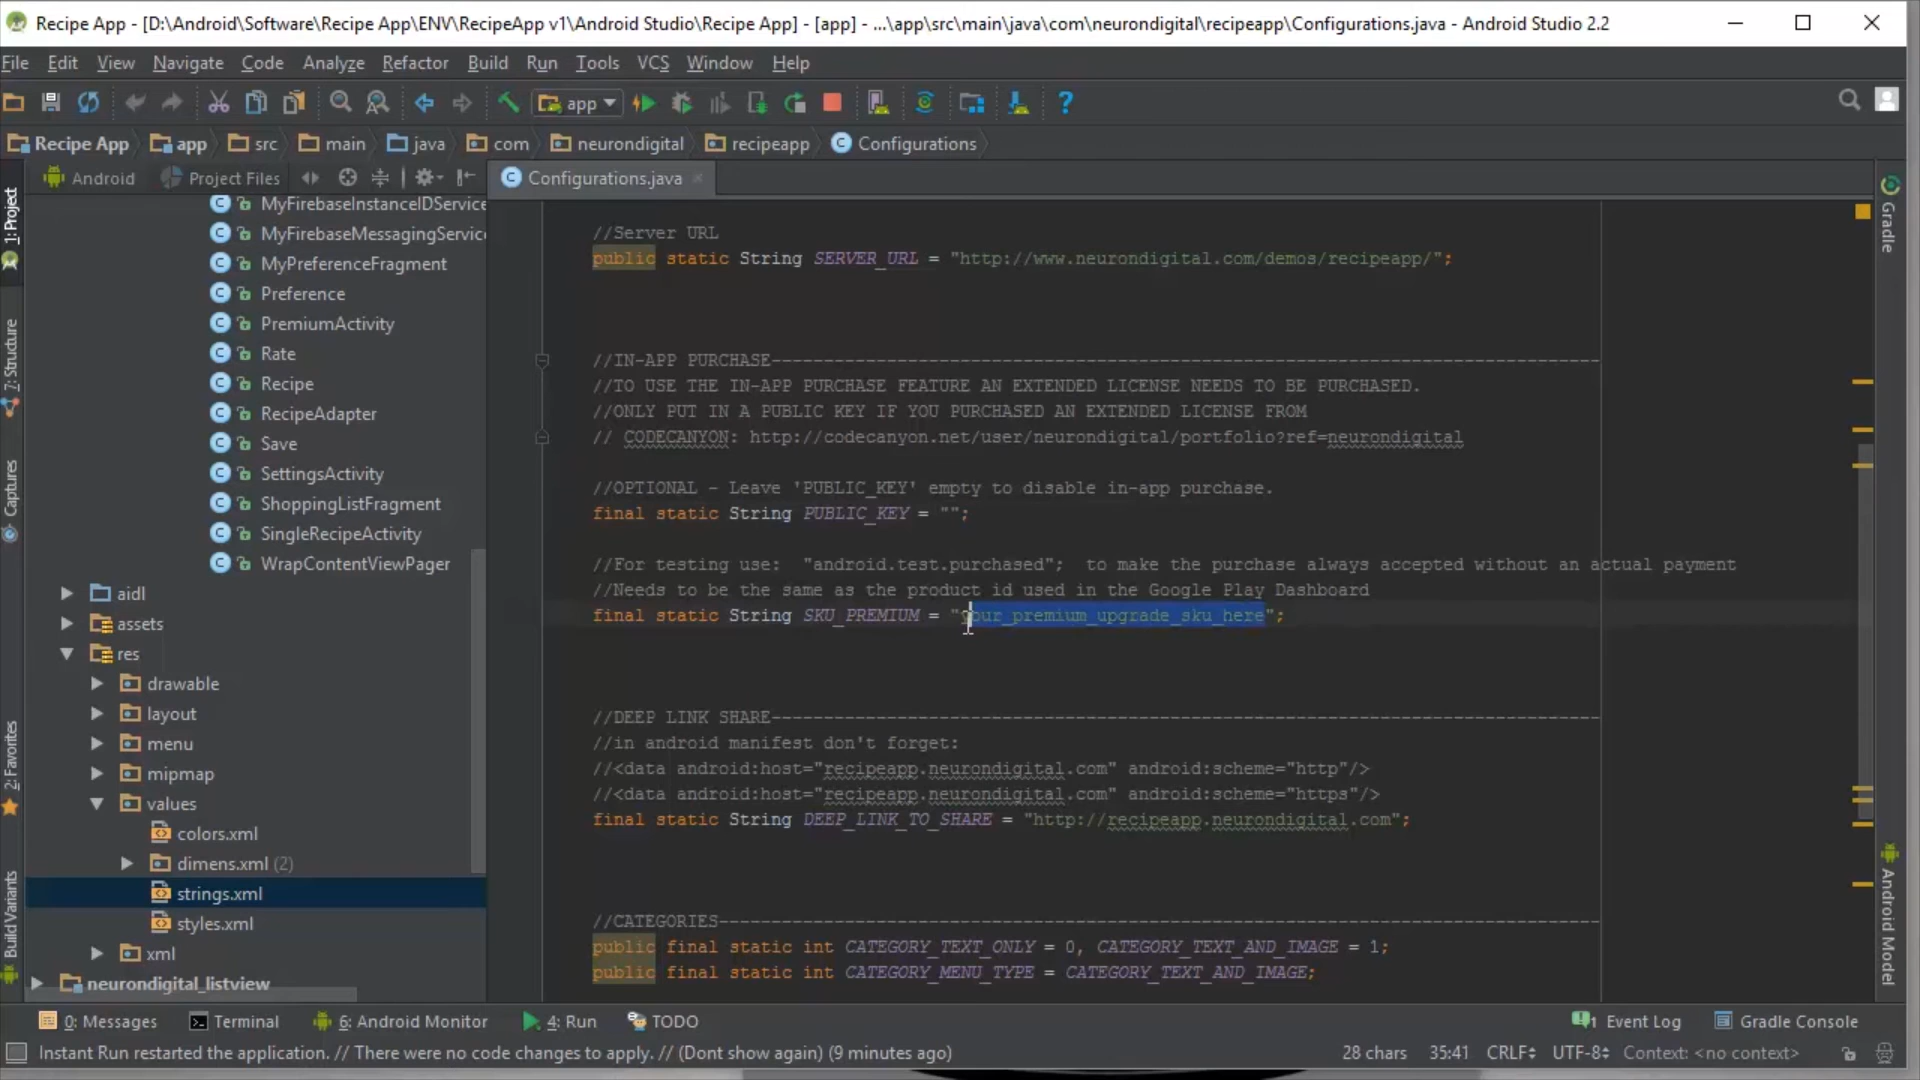 Recipe App - [D:\Android\Software\Recipe App\ENV\RecipeApp v1\Android Studio\Recipe App] - [app] - ...\app\src\main\java\com\neurondigital\recipeapp\Configurations.java - Android Studio 2.2
File Edit View Navigate Code Analyze Refactor Build Run Tools VCS Window Help
app
Recipe App app src main java com neurondigital recipeapp Configurations
Android Project Files Configurations.java
1: Project
7: Structure
Captures
2: Favorites
Build Variants
MyFirebaseInstanceIDService
MyFirebaseMessagingService
MyPreferenceFragment
Preference
PremiumActivity
Rate
Recipe
RecipeAdapter
Save
SettingsActivity
ShoppingListFragment
SingleRecipeActivity
WrapContentViewPager
aidl
assets
res
drawable
layout
menu
mipmap
values
colors.xml
dimens.xml (2)
strings.xml
styles.xml
xml
neurondigital_listview
//Server URL
public static String SERVER_URL = "http://www.neurondigital.com/demos/recipeapp/";
//IN-APP PURCHASE-------------------------------------------------------------------------------
//TO USE THE IN-APP PURCHASE FEATURE AN EXTENDED LICENSE NEEDS TO BE PURCHASED.
//ONLY PUT IN A PUBLIC KEY IF YOU PURCHASED AN EXTENDED LICENSE FROM
// CODECANYON: http://codecanyon.net/user/neurondigital/portfolio?ref=neurondigital
//OPTIONAL - Leave 'PUBLIC_KEY' empty to disable in-app purchase.
final static String PUBLIC_KEY = "";
//For testing use:  "android.test.purchased";  to make the purchase always accepted without an actual payment
//Needs to be the same as the product id used in the Google Play Dashboard
final static String SKU_PREMIUM = "your_premium_upgrade_sku_here";
//DEEP LINK SHARE-------------------------------------------------------------------------------
//in android manifest don't forget:
//<data android:host="recipeapp.neurondigital.com" android:scheme="http"/>
//<data android:host="recipeapp.neurondigital.com" android:scheme="https"/>
final static String DEEP_LINK_TO_SHARE = "http://recipeapp.neurondigital.com";
//CATEGORIES------------------------------------------------------------------------------------
public final static int CATEGORY_TEXT_ONLY = 0, CATEGORY_TEXT_AND_IMAGE = 1;
public final static int CATEGORY_MENU_TYPE = CATEGORY_TEXT_AND_IMAGE;
Gradle
Android Model
0: Messages Terminal 6: Android Monitor 4: Run TODO 1 Event Log Gradle Console
Instant Run restarted the application. // There were no code changes to apply. // (Dont show again) (9 minutes ago) 28 chars 35:41 CRLF UTF-8 Context: <no context>